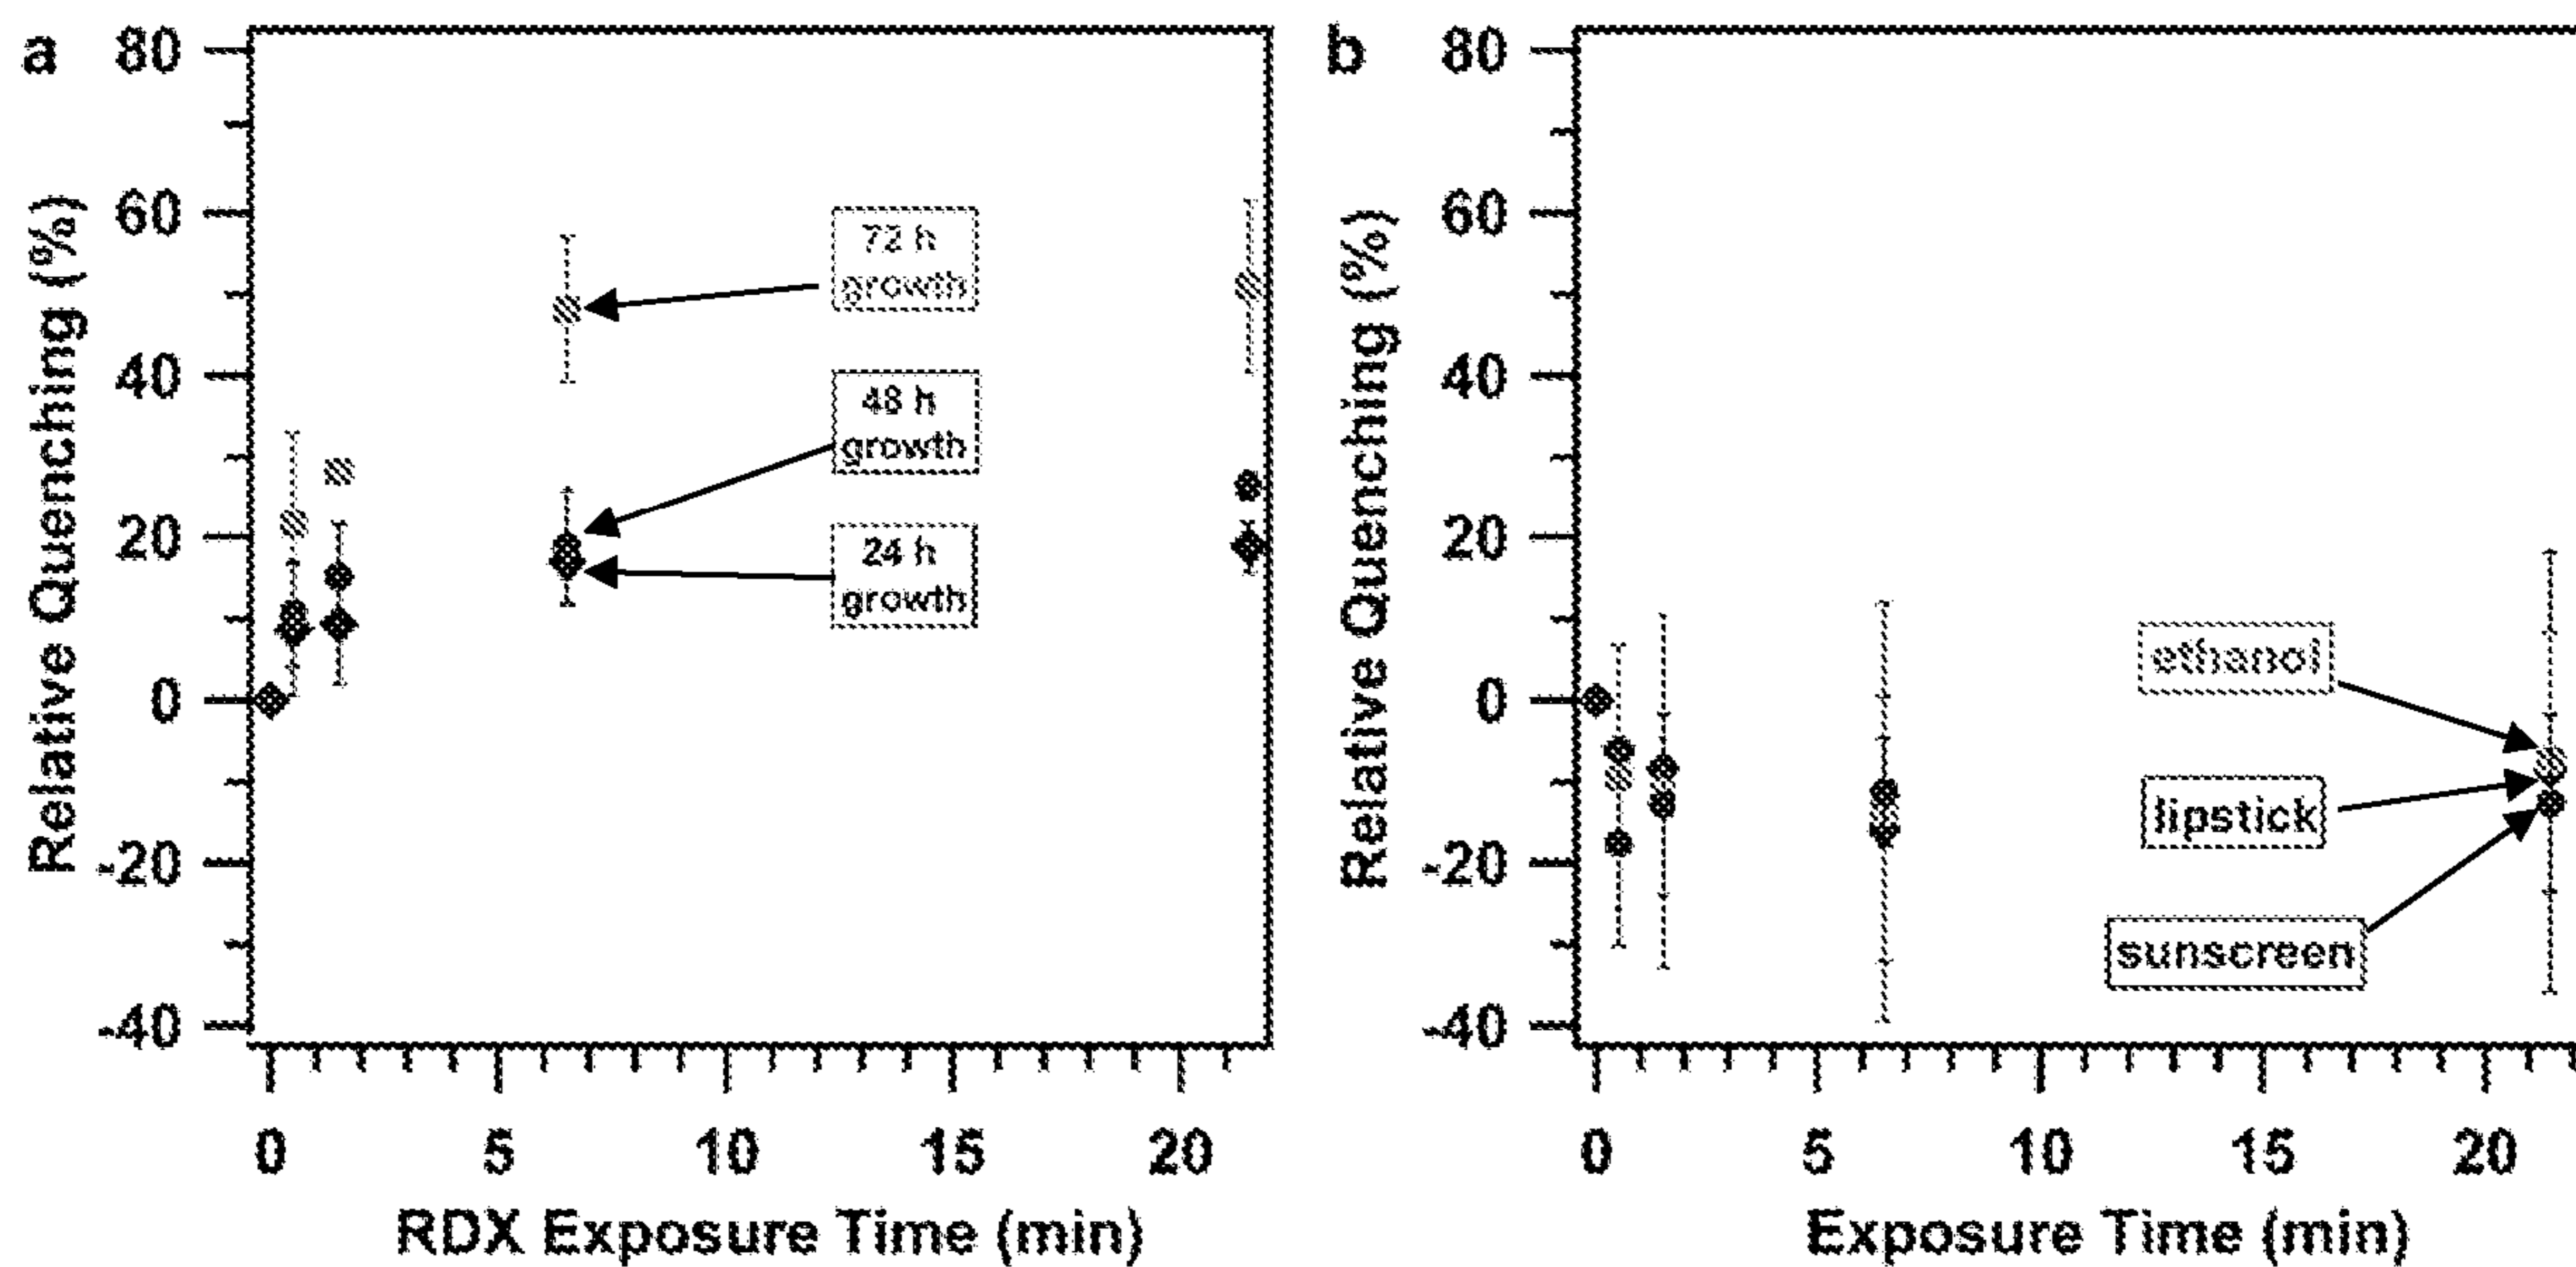 a
80
60
40
20
0
-20
-40
Relative Quenching (%)
72 h
growth
48 h
growth
24 h
growth
0 5 10 15 20
RDX Exposure Time (min)
b
80
60
40
20
0
-20
-40
Relative Quenching (%)
ethanol
lipstick
sunscreen
0 5 10 15 20
Exposure Time (min)